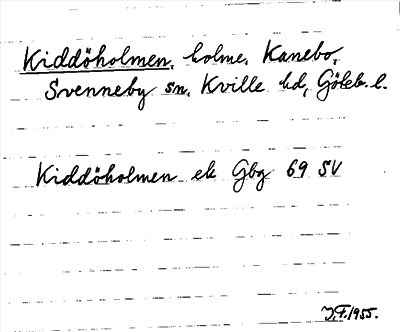 Kiddöholmen, holme, Kanebo,
Svenneby sn, Kville hd, Göteb. l.
Kiddöholmen ek Gbg 69 SV
J.F. 1955.